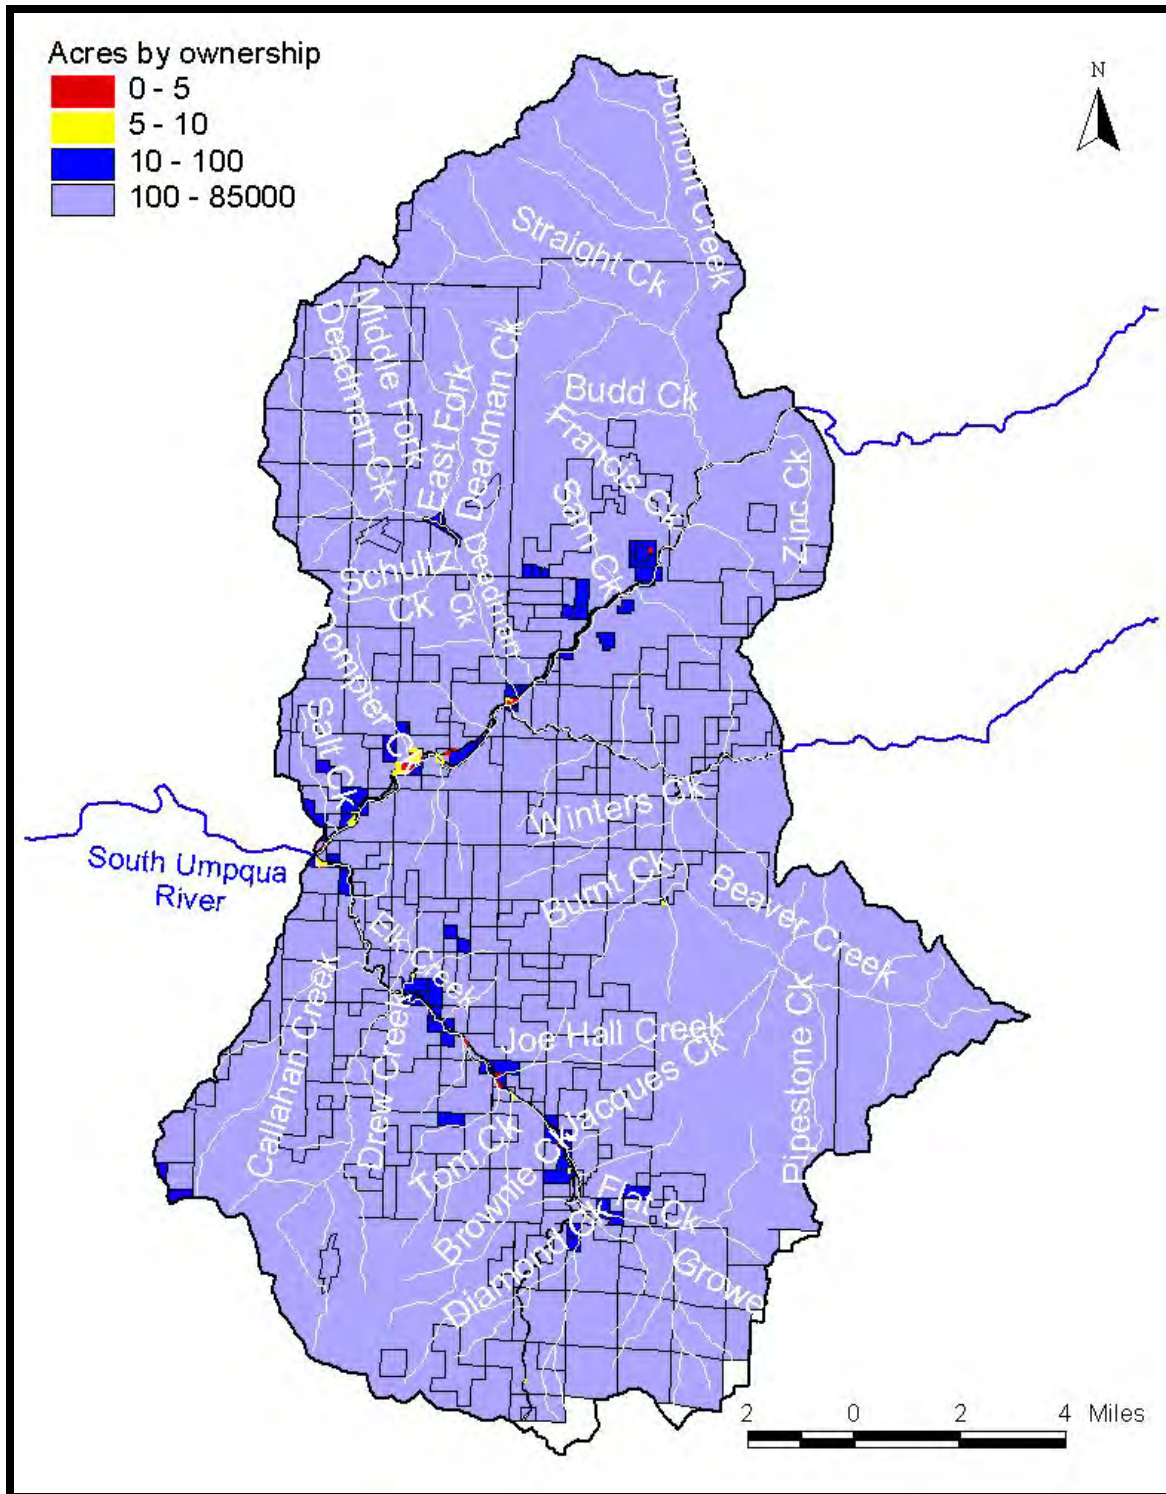 Acres by ownership
0 - 5
5 - 10
10 - 100
100 - 85000
N
Dumont Creek
Straight Ck
Middle Fork
Deadman Ck
East Fork
Deadman Ck
Budd Ck
Francis Ck
Sam Ck
Zinc Ck
Schultz
Ck
Deadman
Ck
Salt Ck
Winters Ck
South Umpqua
River
Burnt Ck
Beaver Creek
Elk Creek
Callahan Creek
Drew Creek
Joe Hall Creek
Jacques Ck
Pipestone Ck
Tom Ck
Brownie Ck
Flat Ck
Diamond Ck
Growe
2 0 2 4 Miles